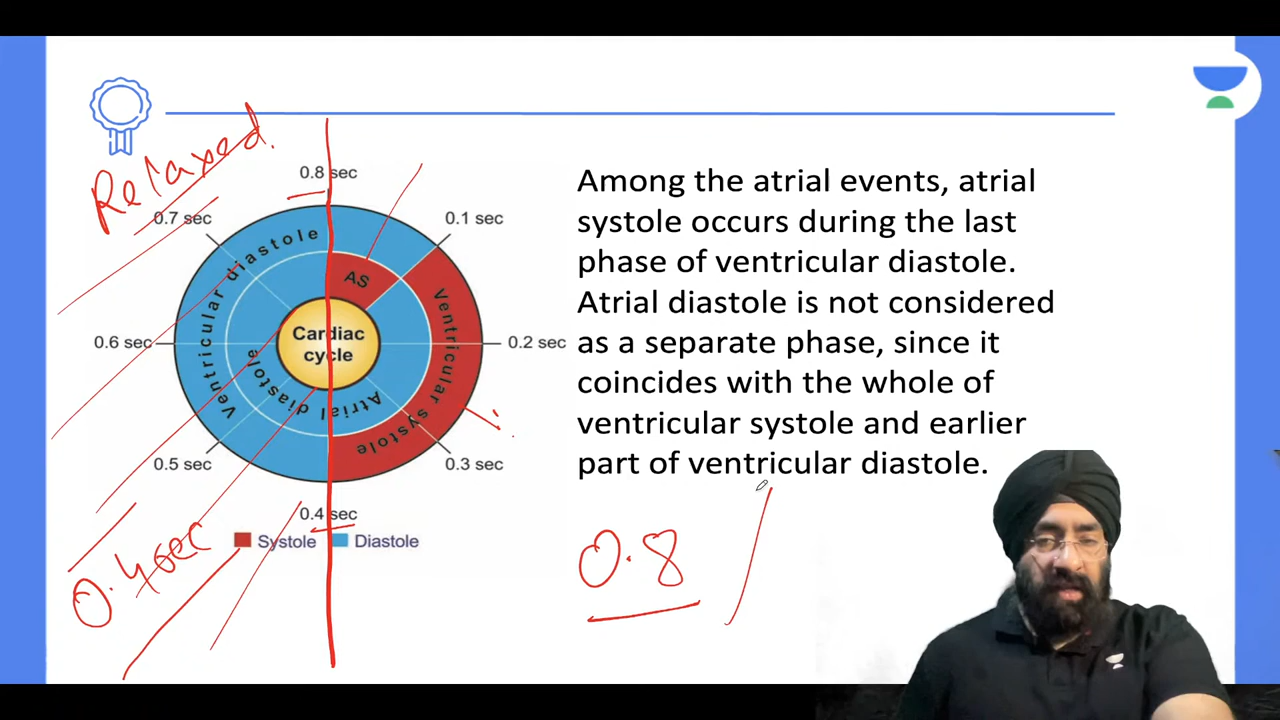 Relaxed.
0.8 sec
0.7 sec
0.1 sec
Ventricular diastole
AS
Ventricular systole
0.6 sec
Cardiac
cycle
0.2 sec
Atrial diastole
0.5 sec
0.3 sec
0.4 sec
Systole
Diastole
0.4 sec
Among the atrial events, atrial
systole occurs during the last
phase of ventricular diastole.
Atrial diastole is not considered
as a separate phase, since it
coincides with the whole of
ventricular systole and earlier
part of ventricular diastole.
0.8